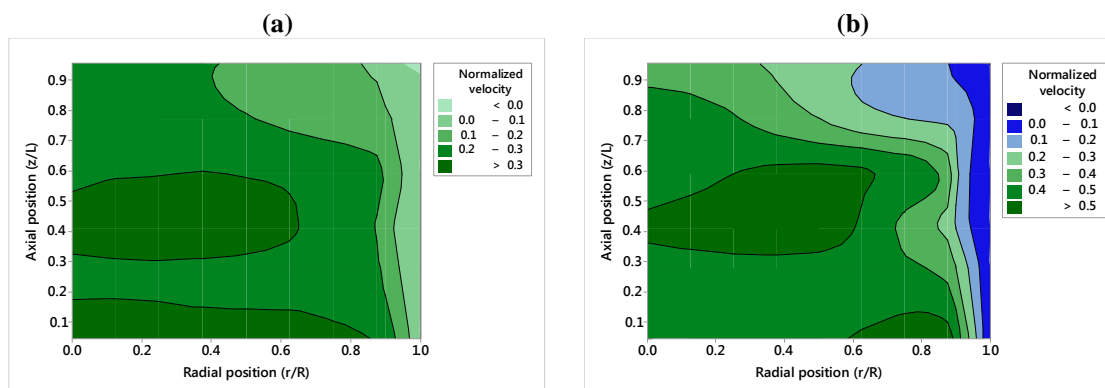 (a)
(b)
Normalized
velocity
< 0.0
0.0 – 0.1
0.1 – 0.2
0.2 – 0.3
> 0.3
Axial position (z/L)
0.9
0.8
0.7
0.6
0.5
0.4
0.3
0.2
0.1
0.0 0.2 0.4 0.6 0.8 1.0
Radial position (r/R)
Normalized
velocity
< 0.0
0.0 – 0.1
0.1 – 0.2
0.2 – 0.3
0.3 – 0.4
0.4 – 0.5
> 0.5
Axial position (z/L)
0.9
0.8
0.7
0.6
0.5
0.4
0.3
0.2
0.1
0.0 0.2 0.4 0.6 0.8 1.0
Radial position (r/R)